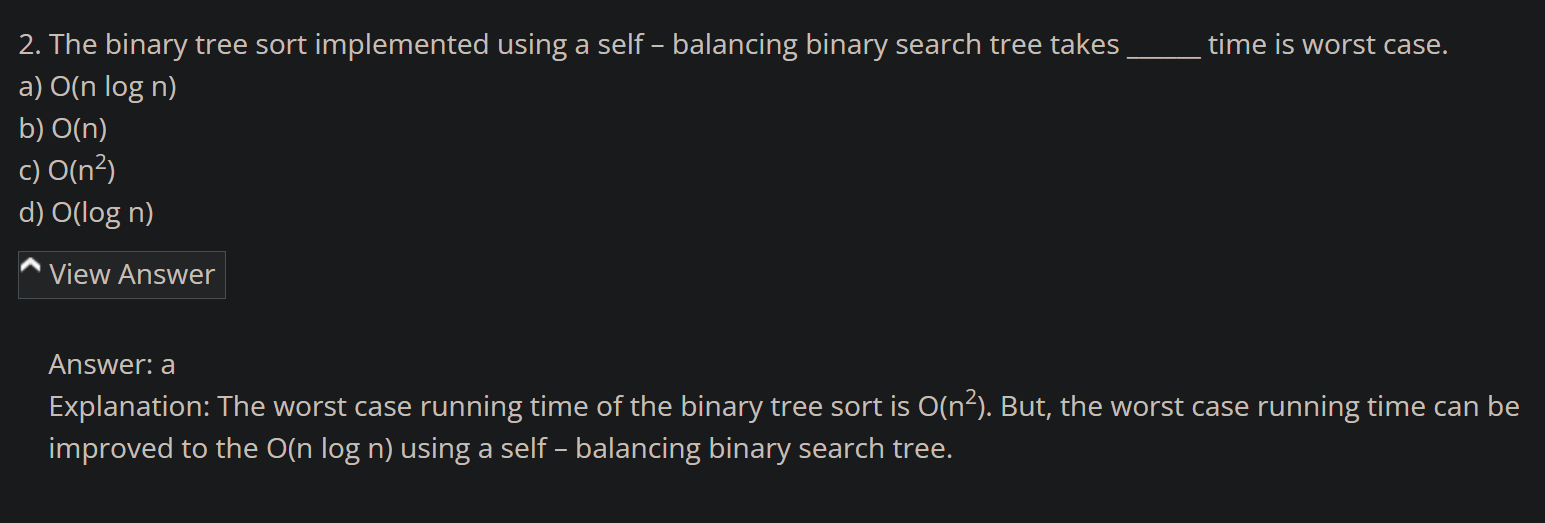 2. The binary tree sort implemented using a self – balancing binary search tree takes ______ time is worst case.
a) O(n log n)
b) O(n)
c) O(n²)
d) O(log n)
View Answer
Answer: a
Explanation: The worst case running time of the binary tree sort is O(n²). But, the worst case running time can be
improved to the O(n log n) using a self – balancing binary search tree.